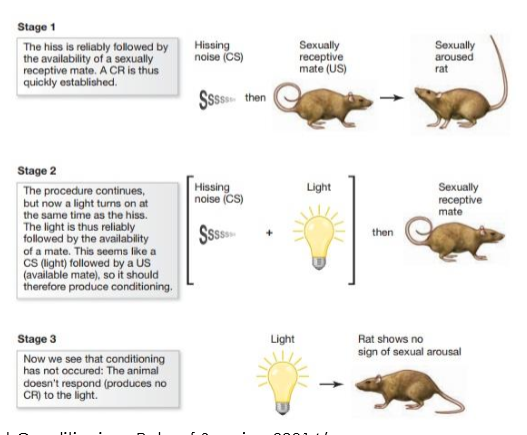 Stage 1
The hiss is reliably followed by
the availability of a sexually
receptive mate. A CR is thus
quickly established.
Hissing
noise (CS)
Sexually
receptive
mate (US)
Sexually
aroused
rat
Sssss
then
Stage 2
The procedure continues,
but now a light turns on at
the same time as the hiss.
The light is thus reliably
followed by the availability
of a mate. This seems like a
CS (light) followed by a US
(available mate), so it should
therefore produce conditioning.
Hissing
noise (CS)
Light
Sexually
receptive
mate
Sssss
+
then
Stage 3
Now we see that conditioning
has not occured: The animal
doesn't respond (produces no
CR) to the light.
Light
Rat shows no
sign of sexual arousal